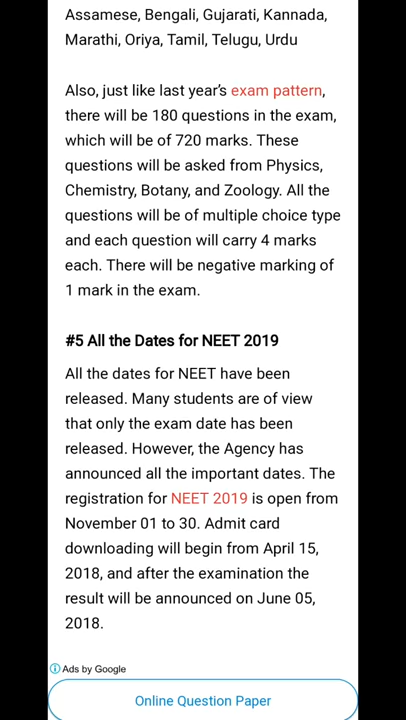 Assamese, Bengali, Gujarati, Kannada,
Marathi, Oriya, Tamil, Telugu, Urdu
Also, just like last year's exam pattern,
there will be 180 questions in the exam,
which will be of 720 marks. These
questions will be asked from Physics,
Chemistry, Botany, and Zoology. All the
questions will be of multiple choice type
and each question will carry 4 marks
each. There will be negative marking of
1 mark in the exam.
#5 All the Dates for NEET 2019
All the dates for NEET have been
released. Many students are of view
that only the exam date has been
released. However, the Agency has
announced all the important dates. The
registration for NEET 2019 is open from
November 01 to 30. Admit card
downloading will begin from April 15,
2018, and after the examination the
result will be announced on June 05,
2018.
Ads by Google
Online Question Paper